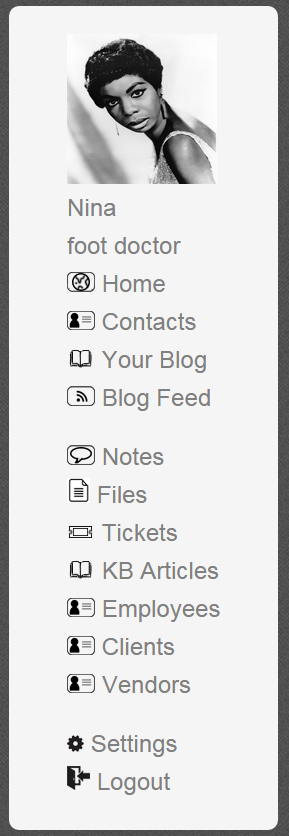 Nina
foot doctor
Home
Contacts
Your Blog
Blog Feed
Notes
Files
Tickets
KB Articles
Employees
Clients
Vendors
Settings
Logout